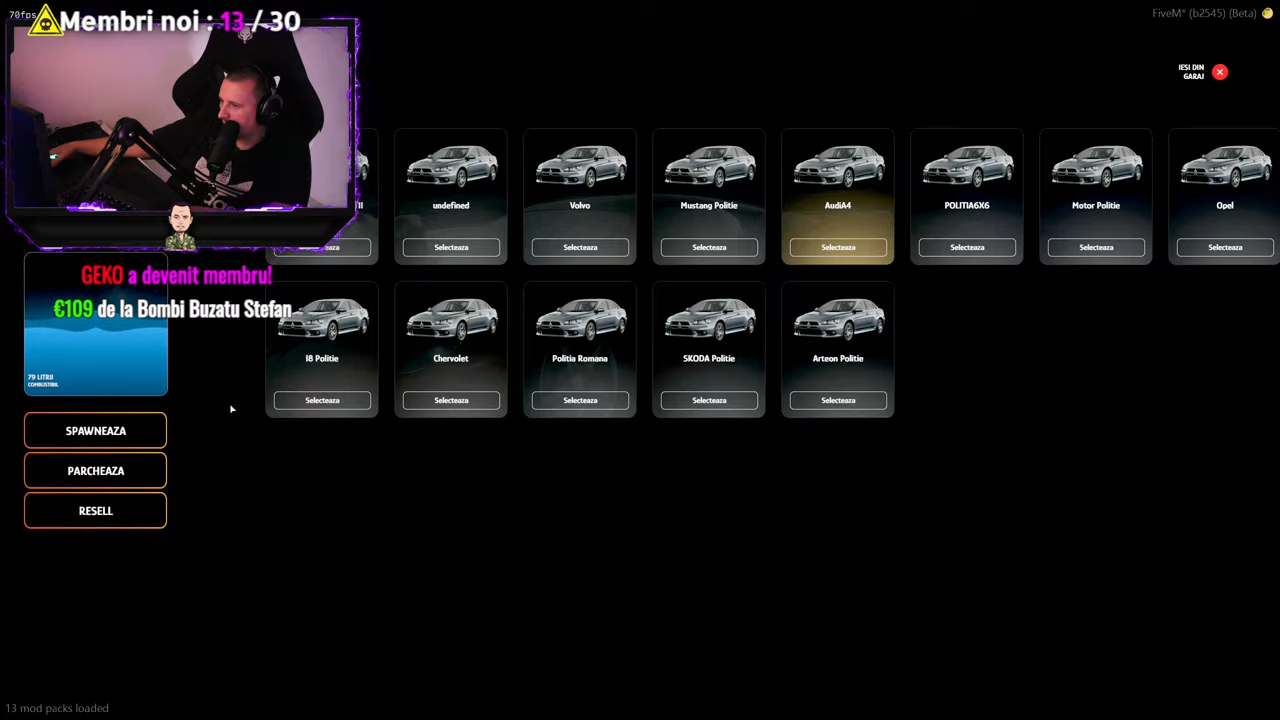 70fps
Membri noi : 13 / 30
FiveM* (b2545) (Beta)
IESI DIN
GARAJ
undefined
Volvo
Mustang Politie
AudiA4
POLITIA6X6
Motor Politie
Opel
Selecteaza
Selecteaza
Selecteaza
Selecteaza
Selecteaza
Selecteaza
Selecteaza
GEKO a devenit membru!
€109 de la Bombi Buzatu Stefan
I8 Politie
Chervolet
Politia Romana
SKODA Politie
Arteon Politie
79 LITRII
COMBUSTIBIL
Selecteaza
Selecteaza
Selecteaza
Selecteaza
Selecteaza
SPAWNEAZA
PARCHEAZA
RESELL
13 mod packs loaded